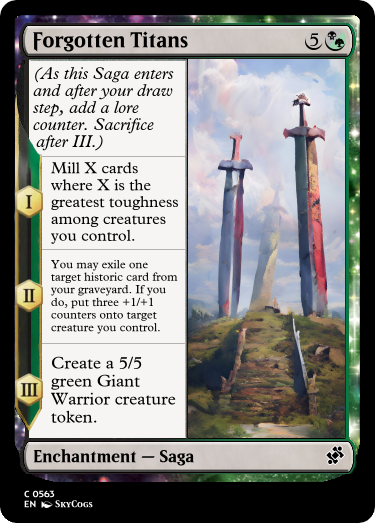 Forgotten Titans 5
(As this Saga enters
and after your draw
step, add a lore
counter. Sacrifice
after III.)
I
Mill X cards
where X is the
greatest toughness
among creatures
you control.
II
You may exile one
target historic card from
your graveyard. If you
do, put three +1/+1
counters onto target
creature you control.
III
Create a 5/5
green Giant
Warrior creature
token.
Enchantment — Saga
C 0563
EN SkyCogs